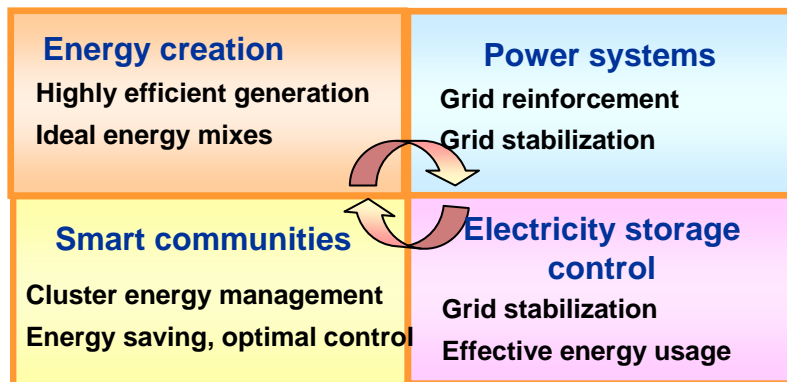 Energy creation
Highly efficient generation
Ideal energy mixes
Power systems
Grid reinforcement
Grid stabilization
Smart communities
Cluster energy management
Energy saving, optimal control
Electricity storage
control
Grid stabilization
Effective energy usage